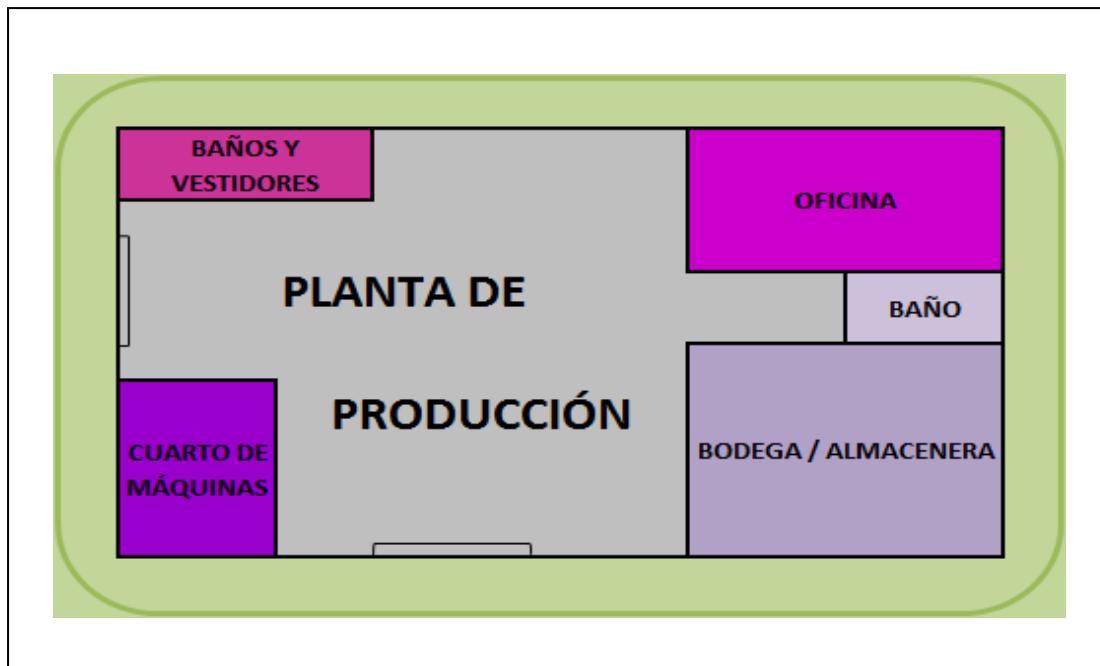 BAÑOS Y
VESTIDORES
OFICINA
PLANTA DE
BAÑO
PRODUCCIÓN
CUARTO DE
MÁQUINAS
BODEGA / ALMACENERA